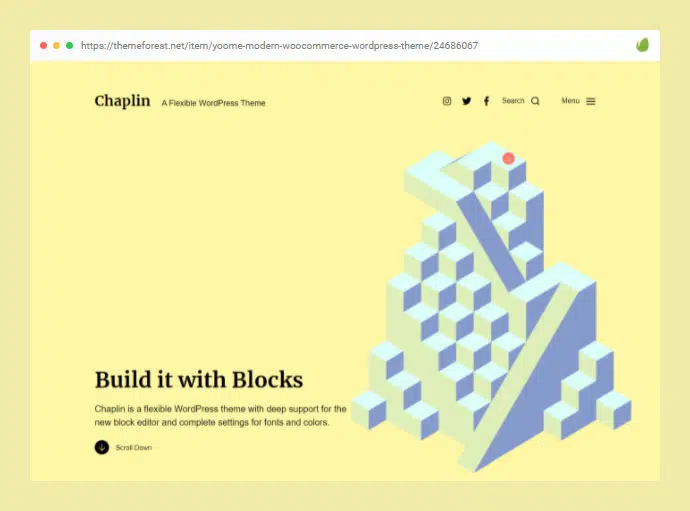 https://themeforest.net/item/yoome-modern-woocommerce-wordpress-theme/24686067
Chaplin A Flexible WordPress Theme Search Menu
Build it with Blocks
Chaplin is a flexible WordPress theme with deep support for the
new block editor and complete settings for fonts and colors.
Scroll Down